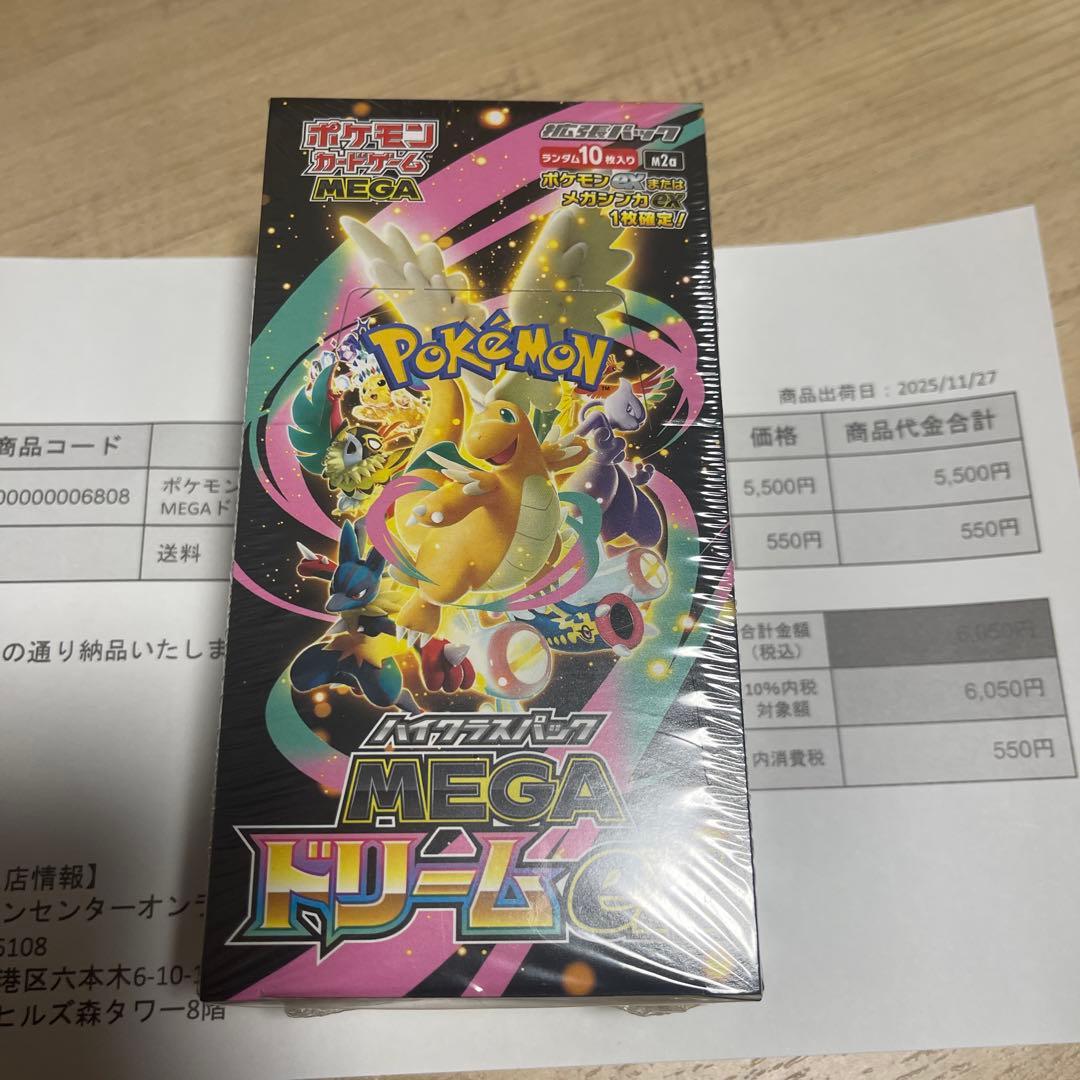 ポケモン
カードゲーム
MEGA
拡張パック
ランダム10枚入り M2a
ポケモンexまたは
メガシンカex
1枚確定!
POKÉMON
TM
ハイクラスパック
MEGA
ドリームex
商品出荷日:2025/11/27
商品コード 価格 商品代金合計
00000006808 ポケモン 5,500円 5,500円
MEGAド
送料 550円 550円
の通り納品いたしま
合計金額 6,050円
(税込)
10%内税 6,050円
対象額
内消費税 550円
店情報】
ンセンターオンラ
6108
港区六本木6-10-1
ヒルズ森タワー8階